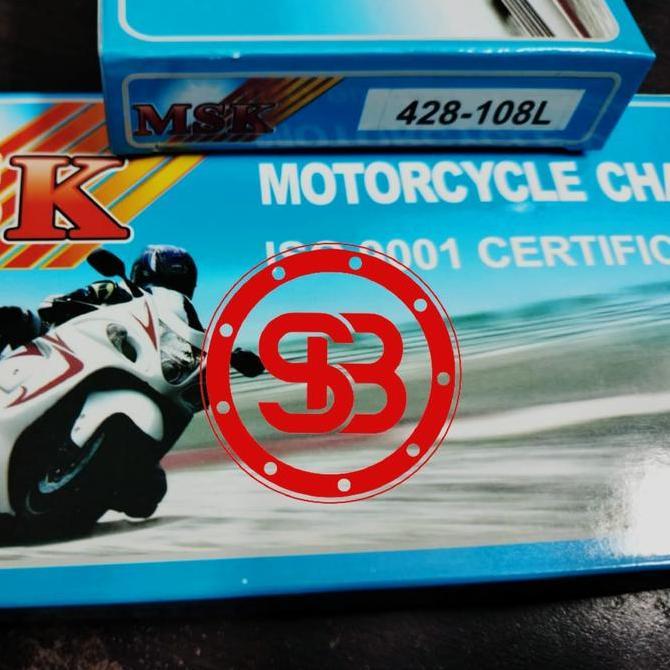 MSK
428-108L
K
MOTORCYCLE CHA
ISO 9001 CERTIFIC
SB